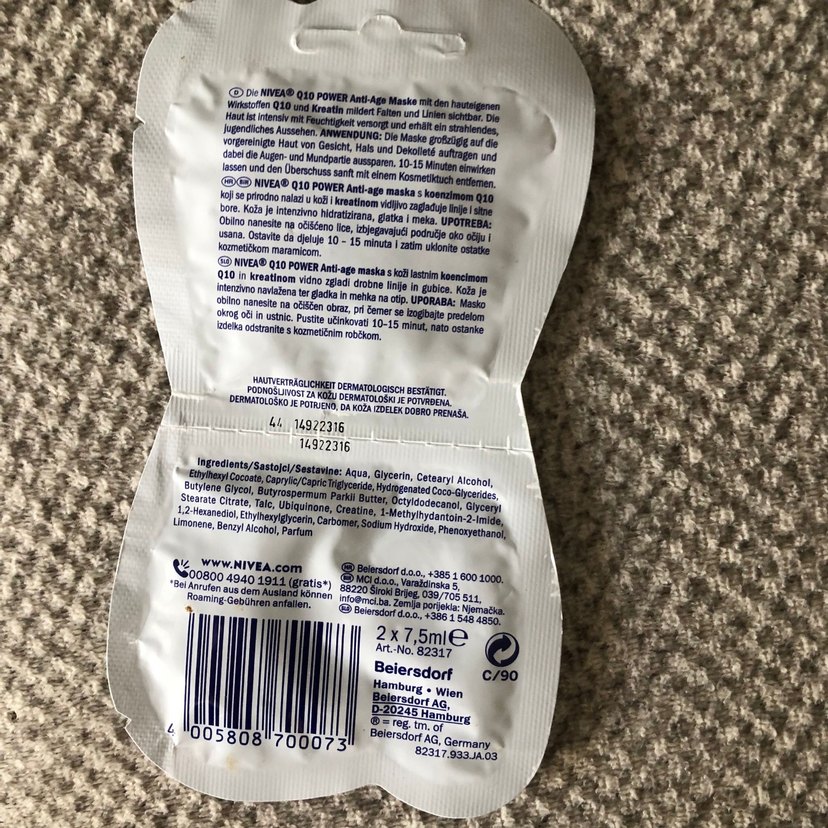 D Die NIVEA® Q10 POWER Anti-Age Maske mit den hauteigenen
Wirkstoffen Q10 und Kreatin mildert Falten und Linien sichtbar. Die
Haut ist intensiv mit Feuchtigkeit versorgt und erhält ein strahlendes,
jugendliches Aussehen. ANWENDUNG: Die Maske großzügig auf die
vorgereinigte Haut von Gesicht, Hals und Dekolleté auftragen und
dabei die Augen- und Mundpartie aussparen, 10-15 Minuten einwirken
lassen und den Überschuss sanft mit einem Kosmetiktuch entfernen.
HR BIH NIVEA® Q10 POWER Anti-age maska s koenzimom Q10
koji se prirodno nalazi u koži i kreatinom vidljivo zaglađuje linije i sitne
bore. Koža je intenzivno hidratizirana, glatka i meka. UPOTREBA:
Obilno nanesite na očišćeno lice, izbjegavajući područje oko očiju i
usana. Ostavite da djeluje 10 – 15 minuta i zatim uklonite ostatke
kozmetičkom maramicom.
SLO NIVEA® Q10 POWER Anti-age maska s koži lastnim koencimom
Q10 in kreatinom vidno zgladi drobne linije in gubice. Koža je
intenzivno navlažena ter gladka in mehka na otip. UPORABA: Masko
obilno nanesite na očiščen obraz, pri čemer se izogibajte predelom
okrog oči in ustnic. Pustite učinkovati 10–15 minut, nato ostanke
izdelka odstranite s kozmetičnim robčkom.
HAUTVERTRÄGLICHKEIT DERMATOLOGISCH BESTÄTIGT.
PODNOŠLJIVOST ZA KOŽU DERMATOLOŠKI JE POTVRĐENA.
DERMATOLOŠKO JE POTRJENO, DA KOŽA IZDELEK DOBRO PRENAŠA.
44 14922316
14922316
Ingredients/Sastojci/Sestavine: Aqua, Glycerin, Cetearyl Alcohol,
Ethylhexyl Cocoate, Caprylic/Capric Triglyceride, Hydrogenated Coco-Glycerides,
Butylene Glycol, Butyrospermum Parkii Butter, Octyldodecanol, Glyceryl
Stearate Citrate, Talc, Ubiquinone, Creatine, 1-Methylhydantoin-2-Imide,
1,2-Hexanediol, Ethylhexylglycerin, Carbomer, Sodium Hydroxide, Phenoxyethanol,
Limonene, Benzyl Alcohol, Parfum
www.NIVEA.com
00800 4940 1911 (gratis*)
*Bei Anrufen aus dem Ausland können
Roaming-Gebühren anfallen.
HR Beiersdorf d.o.o., +385 1 600 1000.
BIH MCI d.o.o., Varaždinska 5,
88220 Široki Brijeg, 039/705 511,
info@mci.ba. Zemlja porijekla: Njemačka.
SLO Beiersdorf d.o.o., +386 1 548 4850.
2 x 7,5ml e
Art.-No. 82317
C/90
Beiersdorf
Hamburg • Wien
Beiersdorf AG,
D-20245 Hamburg
® = reg. tm. of
Beiersdorf AG, Germany
82317.933.JA.03
4 005808 700073